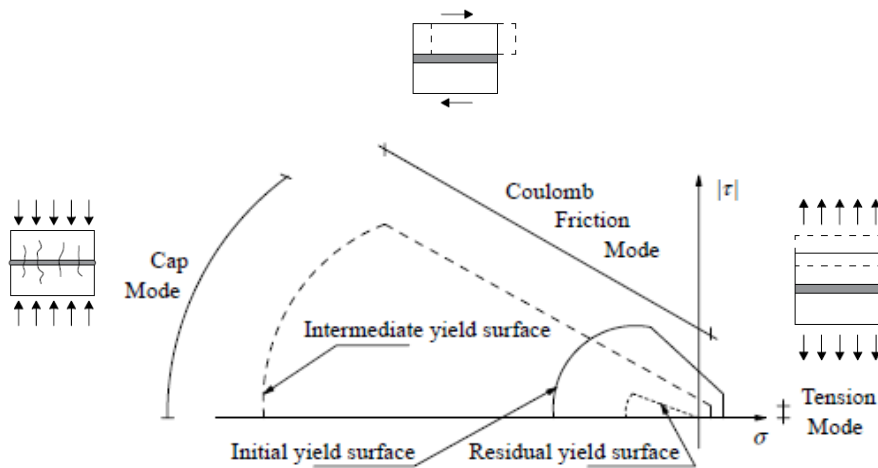 |τ|
Coulomb
Friction
Mode
Cap
Mode
Intermediate yield surface
Tension
Mode
σ
Initial yield surface
Residual yield surface